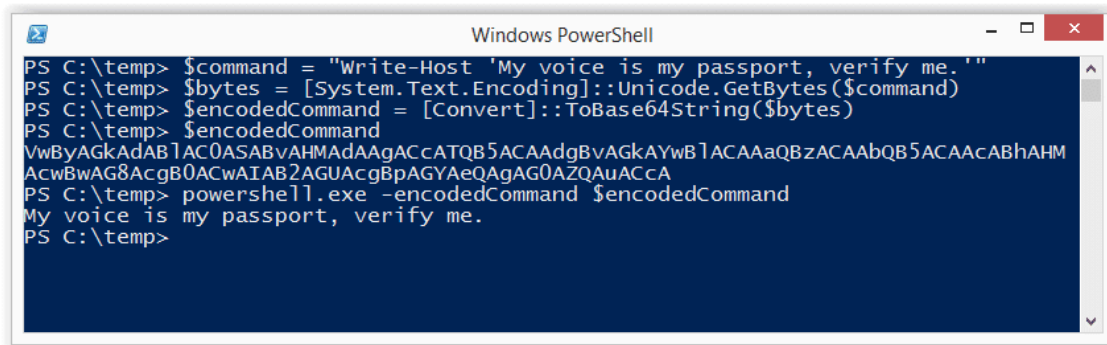 Windows PowerShell
PS C:\temp> $command = "Write-Host 'My voice is my passport, verify me.'"
PS C:\temp> $bytes = [System.Text.Encoding]::Unicode.GetBytes($command)
PS C:\temp> $encodedCommand = [Convert]::ToBase64String($bytes)
PS C:\temp> $encodedCommand
VwByAGkAdABlAC0ASABvAHMAdAAgACcATQB5ACAAdgBvAGkAYwBlACAAaQBzACAAbQB5ACAAcABhAHM
AcwBwAG8AcgB0ACwAIAB2AGUAcgBpAGYAeQAgAG0AZQAuACcA
PS C:\temp> powershell.exe -encodedCommand $encodedCommand
My voice is my passport, verify me.
PS C:\temp>